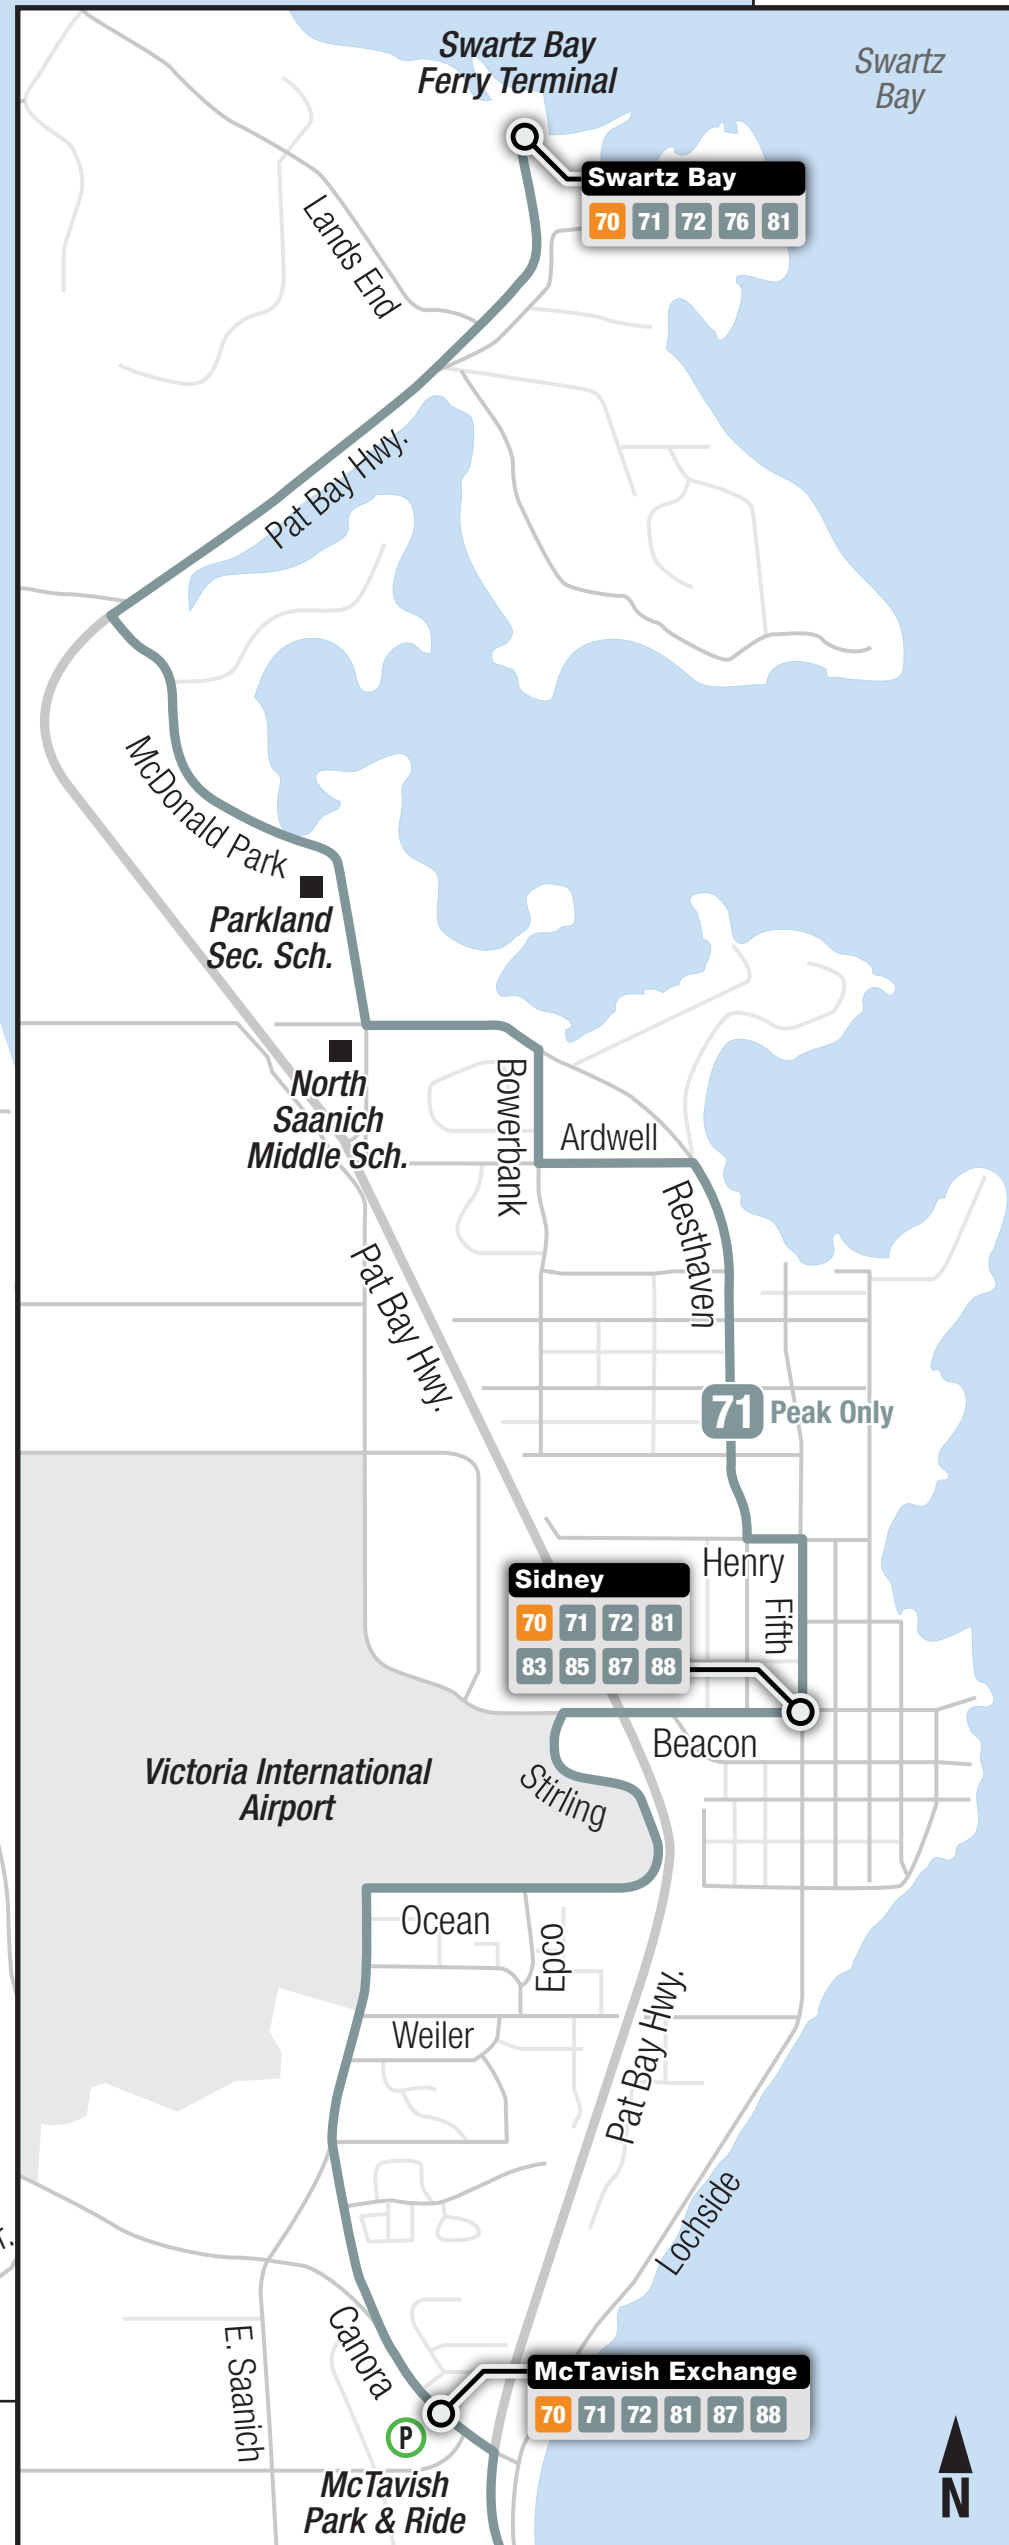 Swartz Bay
Ferry Terminal
Swartz
Bay
Swartz Bay
70 71 72 76 81
Lands End
Pat Bay Hwy.
McDonald Park
Parkland
Sec. Sch.
North
Saanich
Middle Sch.
Bowerbank
Ardwell
Resthaven
Pat Bay Hwy.
71 Peak Only
Henry
Sidney
70 71 72 81
83 85 87 88
Fifth
Beacon
Victoria International
Airport
Stirling
Ocean
Epco
Weiler
Pat Bay Hwy.
Lochside
Canora
E. Saanich
McTavish Exchange
70 71 72 81 87 88
P
McTavish
Park & Ride
N